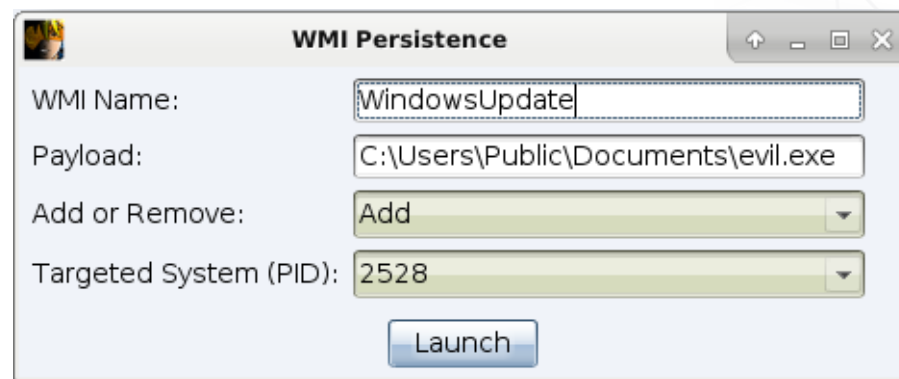 WMI Persistence
WMI Name: WindowsUpdate
Payload: C:\Users\Public\Documents\evil.exe
Add or Remove: Add
Targeted System (PID): 2528
Launch